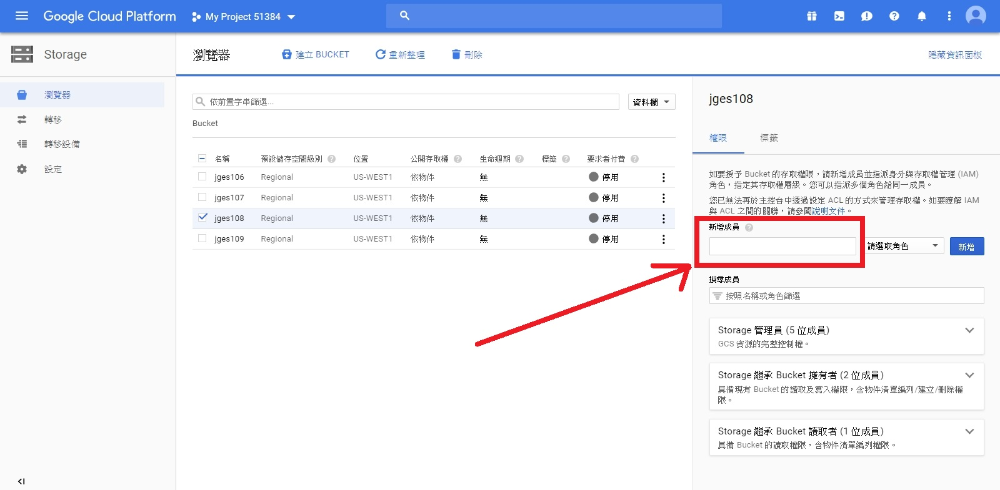 Google Cloud Platform
My Project 51384
Storage
瀏覽器
轉移
轉移設備
設定
瀏覽器
建立 BUCKET
重新整理
刪除
隱藏資訊面板
依前置字串篩選...
資料欄
Bucket
名稱 預設儲存空間級別 位置 公開存取權 生命週期 標籤 要求者付費
jges106 Regional US-WEST1 依物件 無 停用
jges107 Regional US-WEST1 依物件 無 停用
jges108 Regional US-WEST1 依物件 無 停用
jges109 Regional US-WEST1 依物件 無 停用
jges108
權限 標籤
如要授予 Bucket 的存取權限，請新增成員並指派身分與存取權管理 (IAM)
角色，指定其存取權層級。您可以指派多個角色給同一成員。
您已無法再於主控台中透過設定 ACL 的方式來管理存取權。如要瞭解 IAM
與 ACL 之間的關聯，請參閱說明文件。
新增成員
請選取角色
新增
搜尋成員
按照名稱或角色篩選
Storage 管理員 (5 位成員)
GCS 資源的完整控制權。
Storage 繼承 Bucket 擁有者 (2 位成員)
具備現有 Bucket 的讀取及寫入權限，含物件清單編列/建立/刪除權
限。
Storage 繼承 Bucket 讀取者 (1 位成員)
具備 Bucket 的讀取權限，含物件清單編列權限。